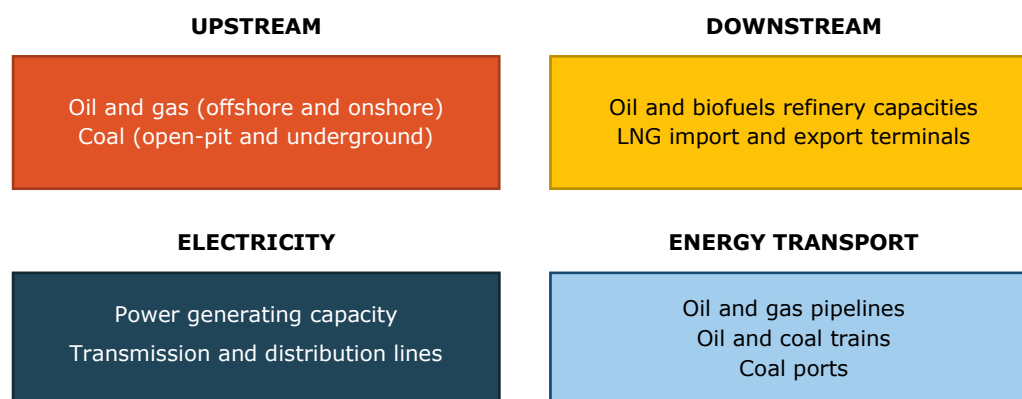 UPSTREAM
Oil and gas (offshore and onshore)
Coal (open-pit and underground)
DOWNSTREAM
Oil and biofuels refinery capacities
LNG import and export terminals
ELECTRICITY
Power generating capacity
Transmission and distribution lines
ENERGY TRANSPORT
Oil and gas pipelines
Oil and coal trains
Coal ports